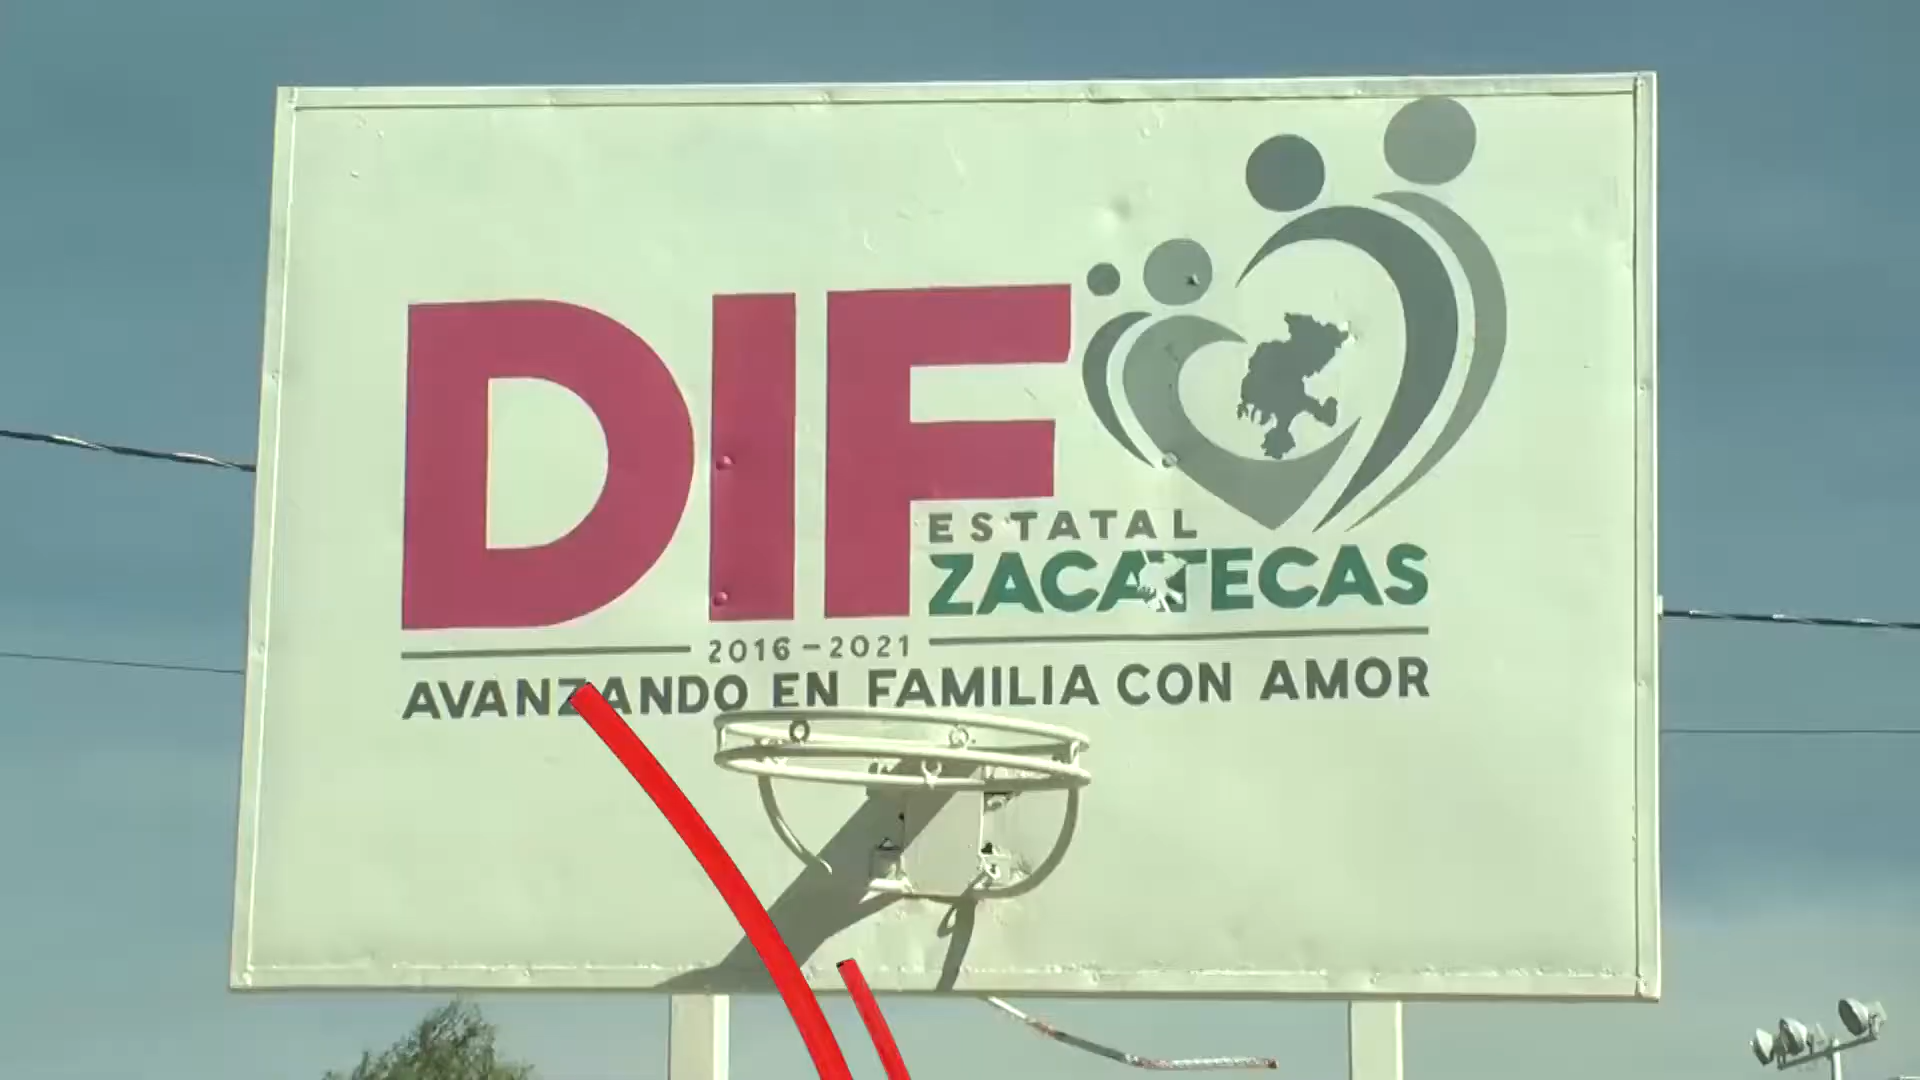 DIF
ESTATAL
ZACATECAS
2016-2021
AVANZANDO EN FAMILIA CON AMOR